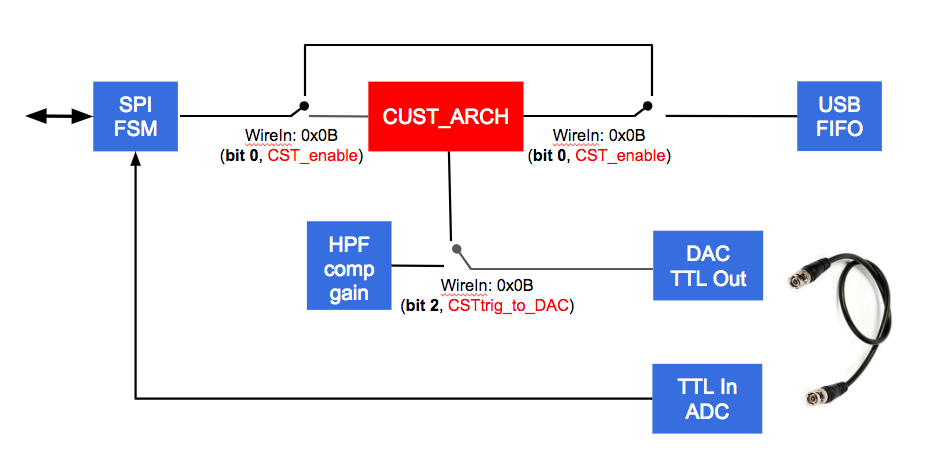 SPI
FSM
WireIn: 0x0B
(bit 0, CST_enable)
CUST_ARCH
WireIn: 0x0B
(bit 0, CST_enable)
USB
FIFO
HPF
comp
gain
WireIn: 0x0B
(bit 2, CSTtrig_to_DAC)
DAC
TTL Out
TTL In
ADC